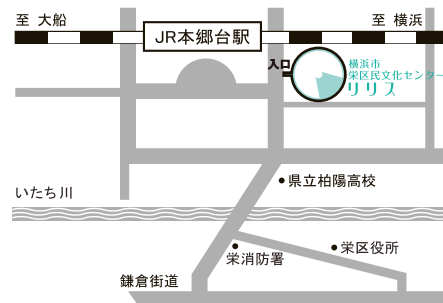 至 大船
至 横浜
JR本郷台駅
入口
横浜市
栄区民文化センター
リリス
県立柏陽高校
いたち川
栄区役所
栄消防署
鎌倉街道